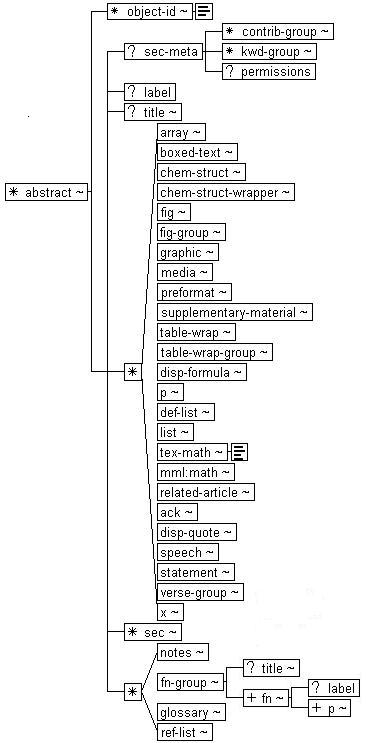 * object-id ~
? sec-meta
* contrib-group ~
* kwd-group ~
? permissions
? label
? title ~
* abstract ~
*
array ~
boxed-text ~
chem-struct ~
chem-struct-wrapper ~
fig ~
fig-group ~
graphic ~
media ~
preformat ~
supplementary-material ~
table-wrap ~
table-wrap-group ~
disp-formula ~
p ~
def-list ~
list ~
tex-math ~
mml:math ~
related-article ~
ack ~
disp-quote ~
speech ~
statement ~
verse-group ~
x ~
* sec ~
*
notes ~
fn-group ~
? title ~
+ fn ~
? label
+ p ~
glossary ~
ref-list ~